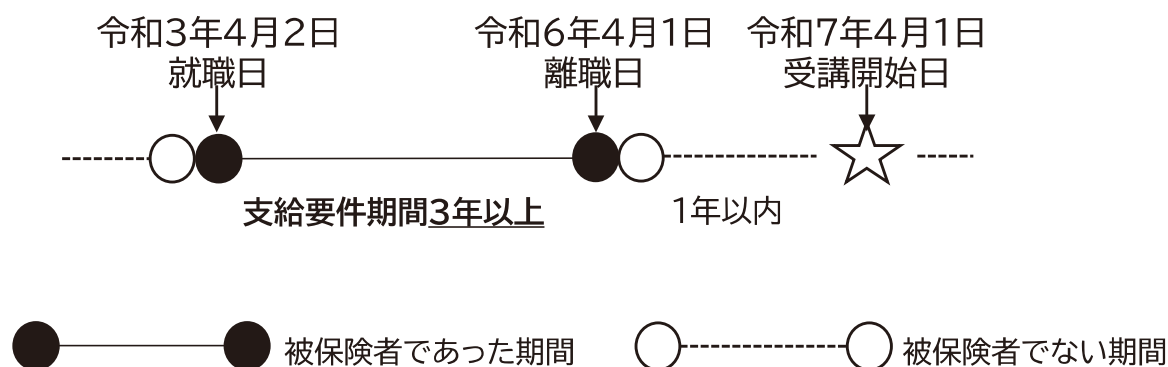 令和3年4月2日
就職日
令和6年4月1日
離職日
令和7年4月1日
受講開始日
支給要件期間3年以上
1年以内
被保険者であった期間
被保険者でない期間